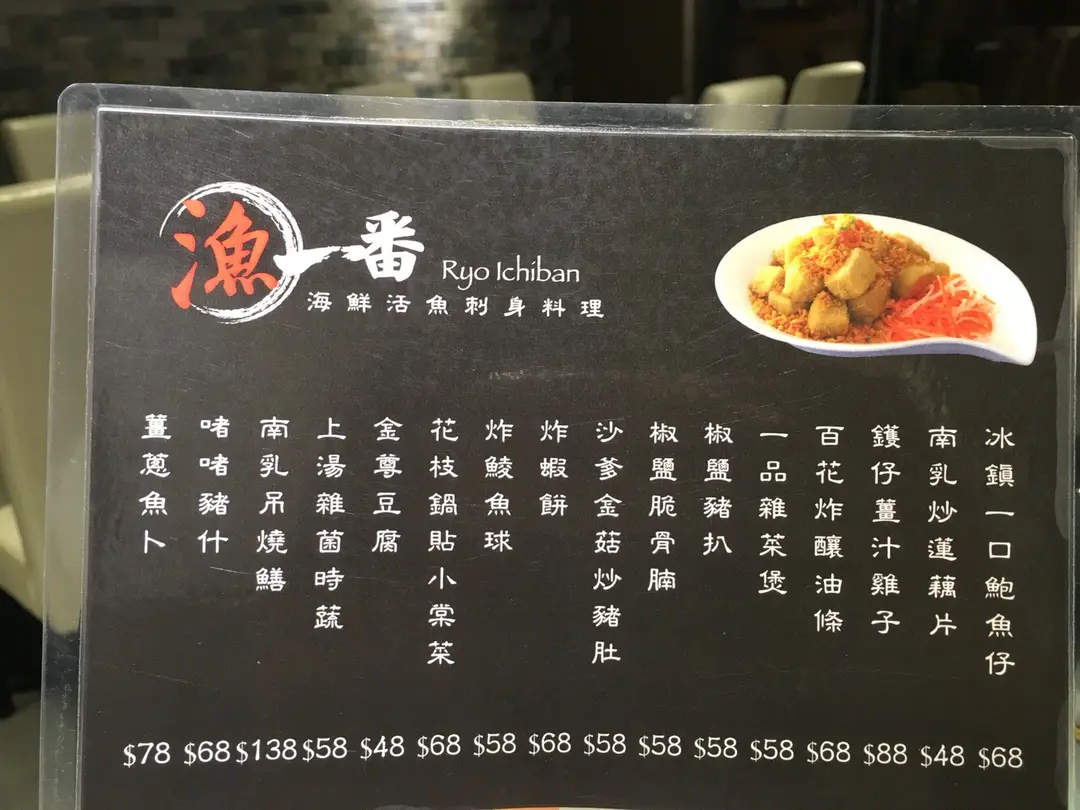 漁一番
Ryo Ichiban
海鮮活魚刺身料理
冰鎮一口鮑魚仔
$68
南乳炒蓮藕片
$48
鑊仔薑汁雞子
$88
百花炸釀油條
$68
一品雜菜煲
$58
椒鹽豬扒
$58
椒鹽脆骨腩
$58
沙爹金菇炒豬肚
$58
炸蝦餅
$68
炸鯪魚球
$58
花枝鍋貼小棠菜
$68
金尊豆腐
$48
上湯雜菌時蔬
$58
南乳吊燒鱔
$138
啫啫豬什
$68
薑蔥魚卜
$78